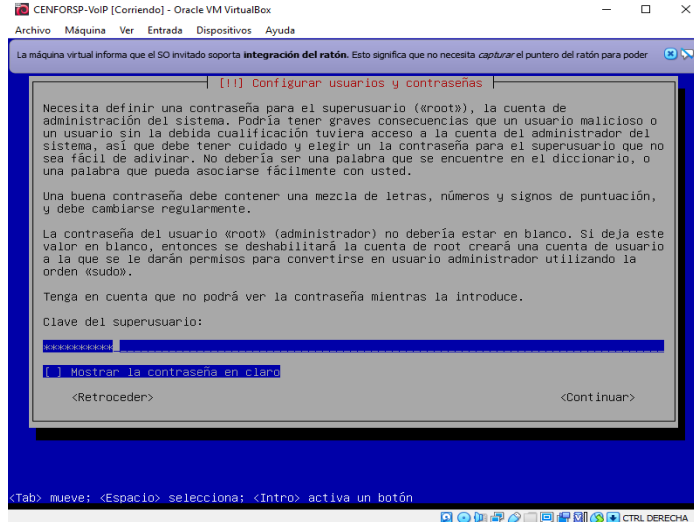 CENFORSP-VoIP [Corriendo] - Oracle VM VirtualBox
Archivo Máquina Ver Entrada Dispositivos Ayuda
La máquina virtual informa que el SO invitado soporta integración del ratón. Esto significa que no necesita capturar el puntero del ratón para poder
[!!] Configurar usuarios y contraseñas
Necesita definir una contraseña para el superusuario («root»), la cuenta de
administración del sistema. Podría tener graves consecuencias que un usuario malicioso o
un usuario sin la debida cualificación tuviera acceso a la cuenta del administrador del
sistema, así que debe tener cuidado y elegir un la contraseña para el superusuario que no
sea fácil de adivinar. No debería ser una palabra que se encuentre en el diccionario, o
una palabra que pueda asociarse fácilmente con usted.
Una buena contraseña debe contener una mezcla de letras, números y signos de puntuación,
y debe cambiarse regularmente.
La contraseña del usuario «root» (administrador) no debería estar en blanco. Si deja este
valor en blanco, entonces se deshabilitará la cuenta de root creará una cuenta de usuario
a la que se le darán permisos para convertirse en usuario administrador utilizando la
orden «sudo».
Tenga en cuenta que no podrá ver la contraseña mientras la introduce.
Clave del superusuario:
**********
[ ] Mostrar la contraseña en claro
<Retroceder> <Continuar>
<Tab> mueve; <Espacio> selecciona; <Intro> activa un botón
CTRL DERECHA